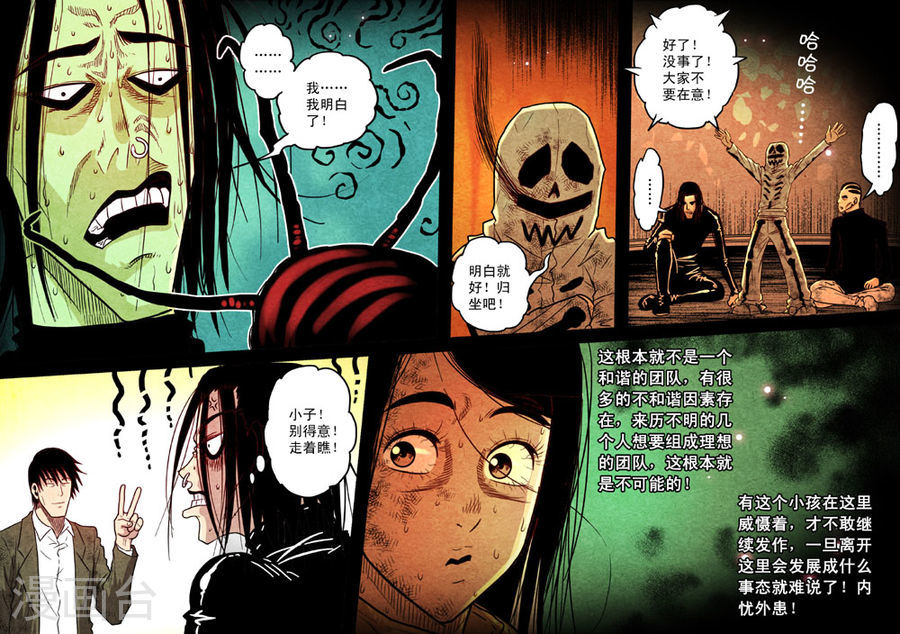 ……
……
我……
我明白
了！
明白就
好！归
坐吧！
好了！
没事了！
大家不
要在意！
哈哈哈…
……
……
小子！
别得意！
走着瞧！
这根本就不是一个
和谐的团队，有很
多的不和谐因素存
在，来历不明的几
个人想要组成理想
的团队，这根本就
是不可能的！
有这个小孩在这里
威慑着，才不敢继
续发作，一旦离开
这里会发展成什么
事态就难说了！内
忧外患！
漫画台